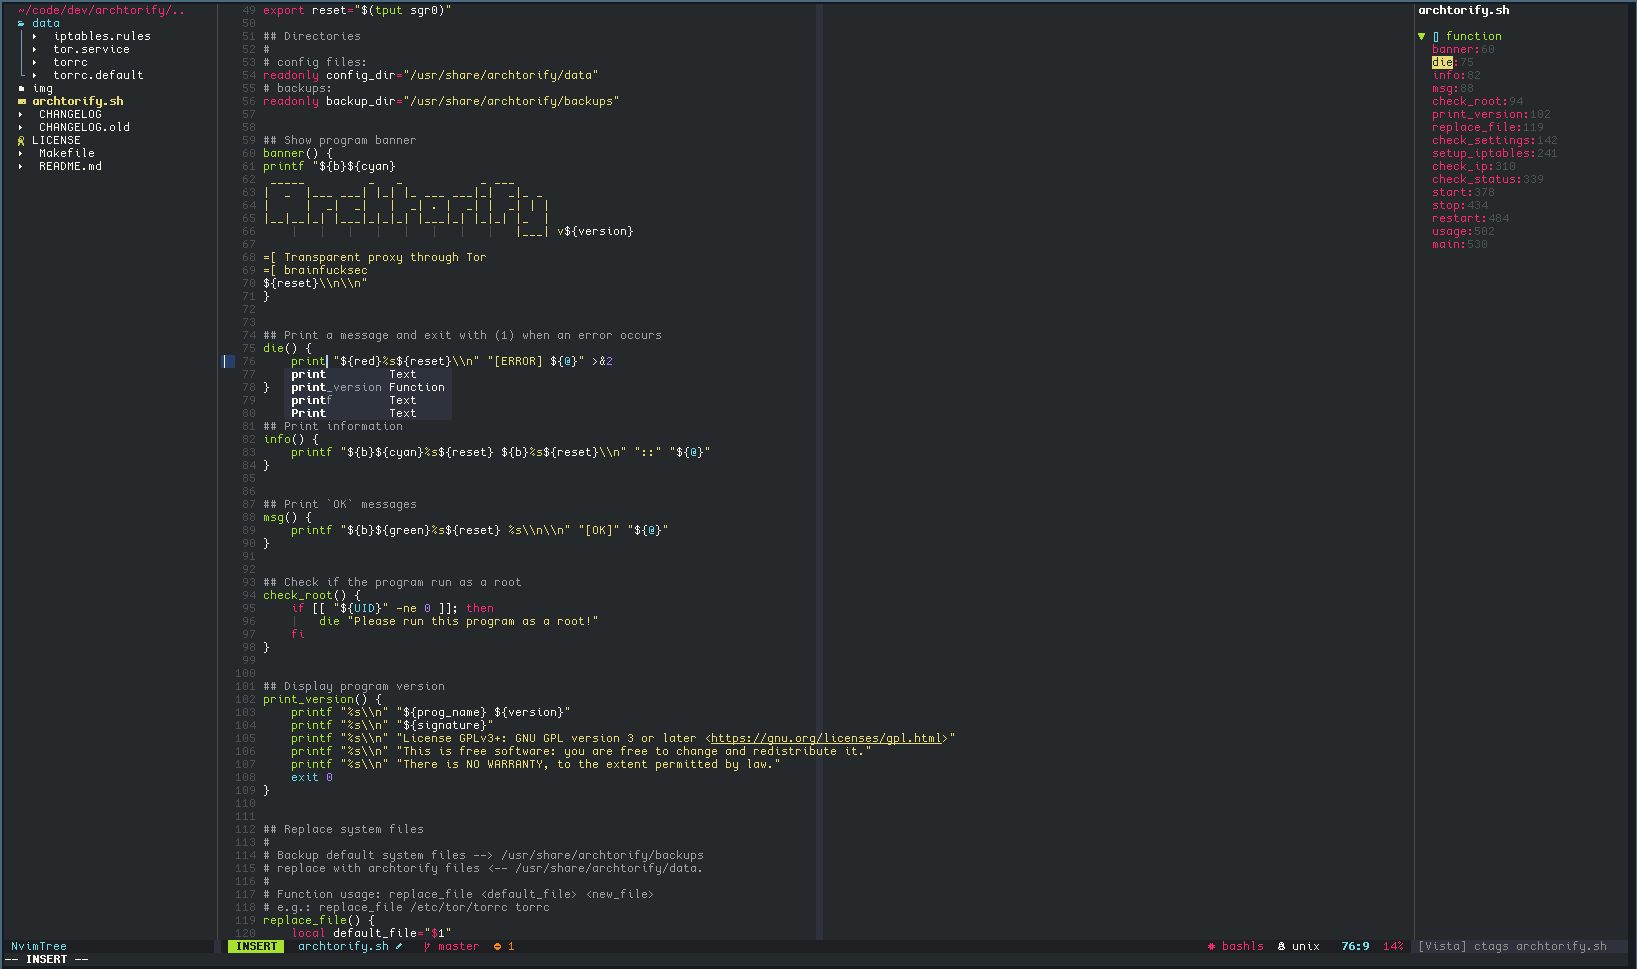 ~/code/dev/archtorify/..
data
iptables.rules
tor.service
torrc
torrc.default
img
archtorify.sh
CHANGELOG
CHANGELOG.old
LICENSE
Makefile
README.md
NvimTree
49 export reset="$(tput sgr0)"
50
51 ## Directories
52 #
53 # config files:
54 readonly config_dir="/usr/share/archtorify/data"
55 # backups:
56 readonly backup_dir="/usr/share/archtorify/backups"
57
58
59 ## Show program banner
60 banner() {
61 printf "${b}${cyan}
62  _____         _   _           _ ___
63 |  _  |___ ___| |_| |_ ___ ___|_|  _|_ _
64 |     |  _|  _|   |  _| . |  _| |  _| | |
65 |__|__|_| |___|_|_|_| |___|_| |_|_| |_  |
66                                     |___| v${version}
67
68 =[ Transparent proxy through Tor
69 =[ brainfucksec
70 ${reset}\\n\\n"
71 }
72
73
74 ## Print a message and exit with (1) when an error occurs
75 die() {
76     print "${red}%s${reset}\\n" "[ERROR] ${@}" >&2
77  print Text
78 } print_version Function
79  printf Text
80  Print Text
81 ## Print information
82 info() {
83     printf "${b}${cyan}%s${reset} ${b}%s${reset}\\n" "::" "${@}"
84 }
85
86
87 ## Print `OK` messages
88 msg() {
89     printf "${b}${green}%s${reset} %s\\n\\n" "[OK]" "${@}"
90 }
91
92
93 ## Check if the program run as a root
94 check_root() {
95     if [[ "${UID}" -ne 0 ]]; then
96         die "Please run this program as a root!"
97     fi
98 }
99
100
101 ## Display program version
102 print_version() {
103     printf "%s\\n" "${prog_name} ${version}"
104     printf "%s\\n" "${signature}"
105     printf "%s\\n" "License GPLv3+: GNU GPL version 3 or later <https://gnu.org/licenses/gpl.html>"
106     printf "%s\\n" "This is free software: you are free to change and redistribute it."
107     printf "%s\\n" "There is NO WARRANTY, to the extent permitted by law."
108     exit 0
109 }
110
111
112 ## Replace system files
113 #
114 # Backup default system files --> /usr/share/archtorify/backups
115 # replace with archtorify files <-- /usr/share/archtorify/data.
116 #
117 # Function usage: replace_file <default_file> <new_file>
118 # e.g.: replace_file /etc/tor/torrc torrc
119 replace_file() {
120     local default_file="$1"
INSERT archtorify.sh master 1 bashls unix 76:9 14%
archtorify.sh
function
banner:60
die:75
info:82
msg:88
check_root:94
print_version:102
replace_file:119
check_settings:142
setup_iptables:241
check_ip:310
check_status:339
start:378
stop:434
restart:484
usage:502
main:530
[Vista] ctags archtorify.sh
-- INSERT --